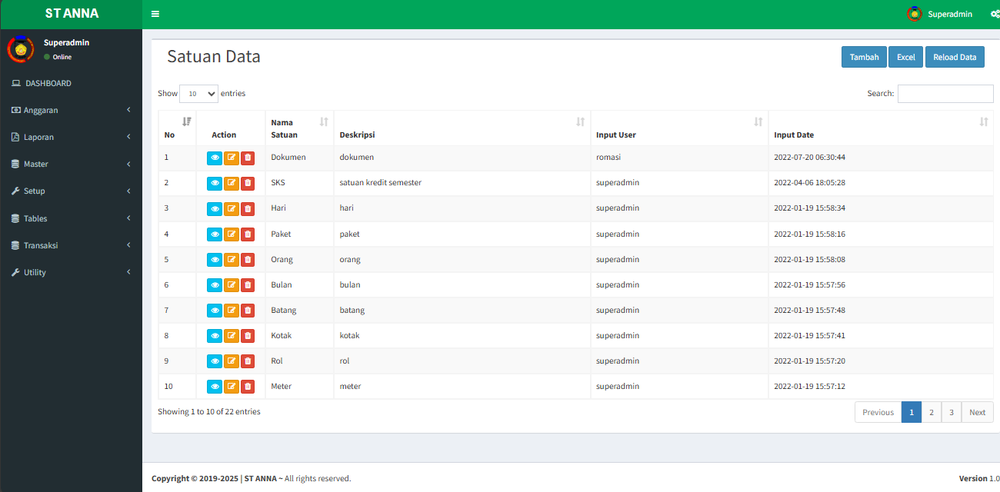 ST ANNA
Superadmin
Superadmin
Online
DASHBOARD
Anggaran
Laporan
Master
Setup
Tables
Transaksi
Utility
Satuan Data
Tambah Excel Reload Data
Show 10 entries
Search:
No Action Nama Satuan Deskripsi Input User Input Date
1 Dokumen dokumen romasi 2022-07-20 06:30:44
2 SKS satuan kredit semester superadmin 2022-04-06 18:05:28
3 Hari hari superadmin 2022-01-19 15:58:34
4 Paket paket superadmin 2022-01-19 15:58:16
5 Orang orang superadmin 2022-01-19 15:58:08
6 Bulan bulan superadmin 2022-01-19 15:57:56
7 Batang batang superadmin 2022-01-19 15:57:48
8 Kotak kotak superadmin 2022-01-19 15:57:41
9 Rol rol superadmin 2022-01-19 15:57:20
10 Meter meter superadmin 2022-01-19 15:57:12
Showing 1 to 10 of 22 entries
Previous 1 2 3 Next
Copyright © 2019-2025 | ST ANNA ~ All rights reserved.
Version 1.0